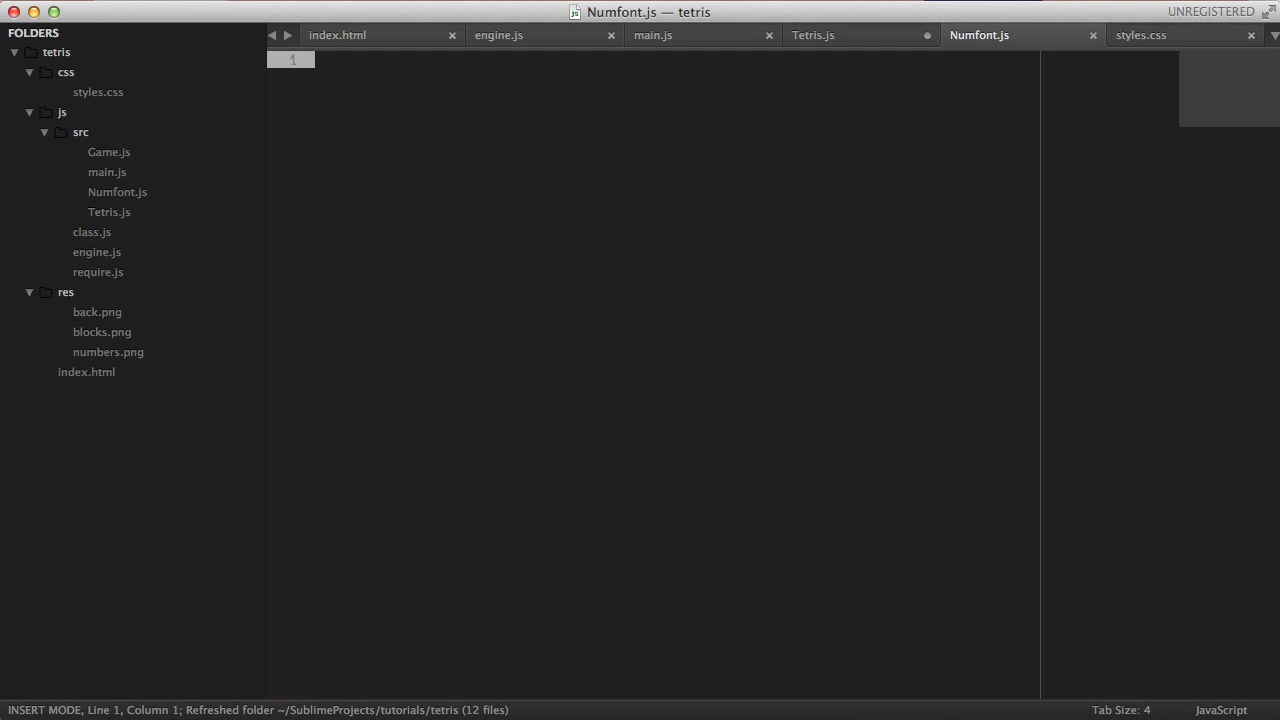 Numfont.js — tetris
UNREGISTERED
FOLDERS
tetris
css
styles.css
js
src
Game.js
main.js
Numfont.js
Tetris.js
class.js
engine.js
require.js
res
back.png
blocks.png
numbers.png
index.html
index.html
engine.js
main.js
Tetris.js
Numfont.js
styles.css
1
INSERT MODE, Line 1, Column 1; Refreshed folder ~/SublimeProjects/tutorials/tetris (12 files)
Tab Size: 4
JavaScript